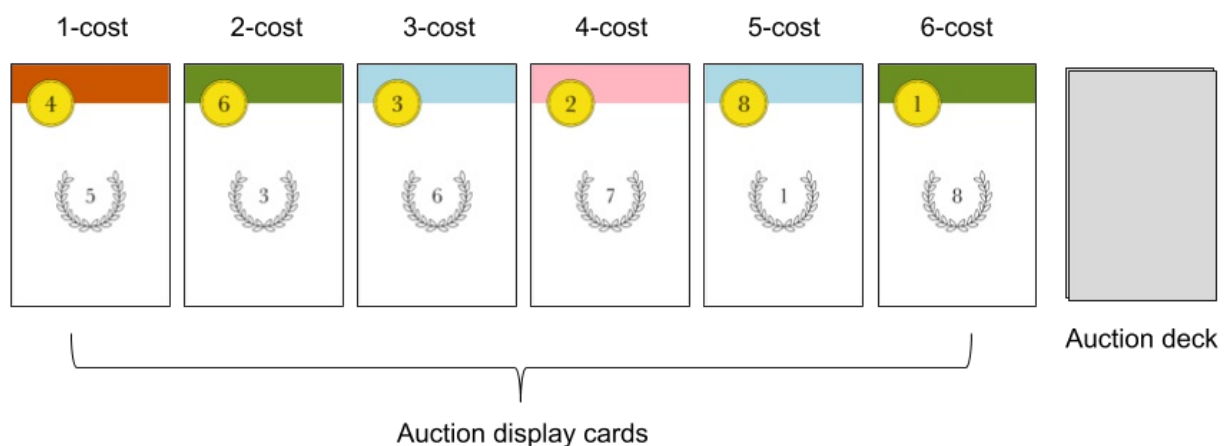 1-cost 2-cost 3-cost 4-cost 5-cost 6-cost
4 6 3 2 8 1
5 3 6 7 1 8
Auction deck
Auction display cards